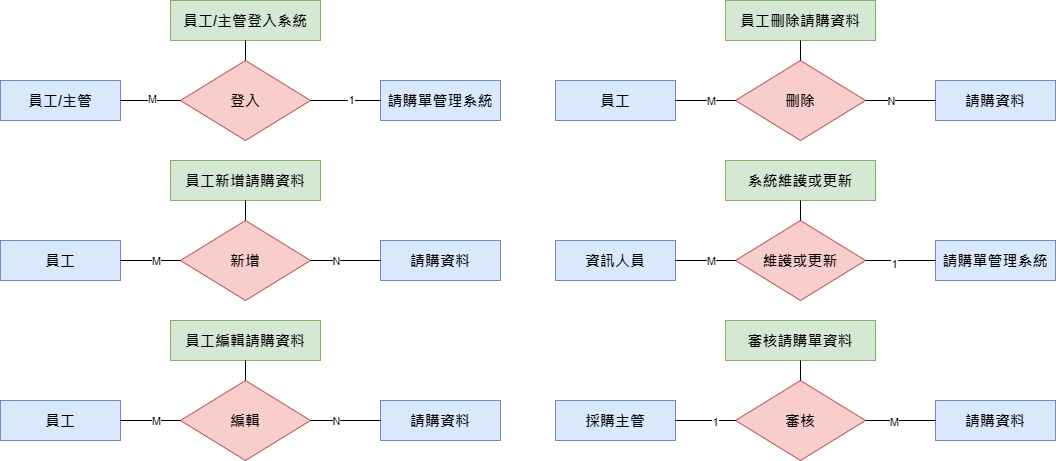 員工/主管登入系統
員工/主管
M
登入
1
請購單管理系統
員工新增請購資料
員工
M
新增
N
請購資料
員工編輯請購資料
員工
M
編輯
N
請購資料
員工刪除請購資料
員工
M
刪除
N
請購資料
系統維護或更新
資訊人員
M
維護或更新
1
請購單管理系統
審核請購單資料
採購主管
1
審核
M
請購資料